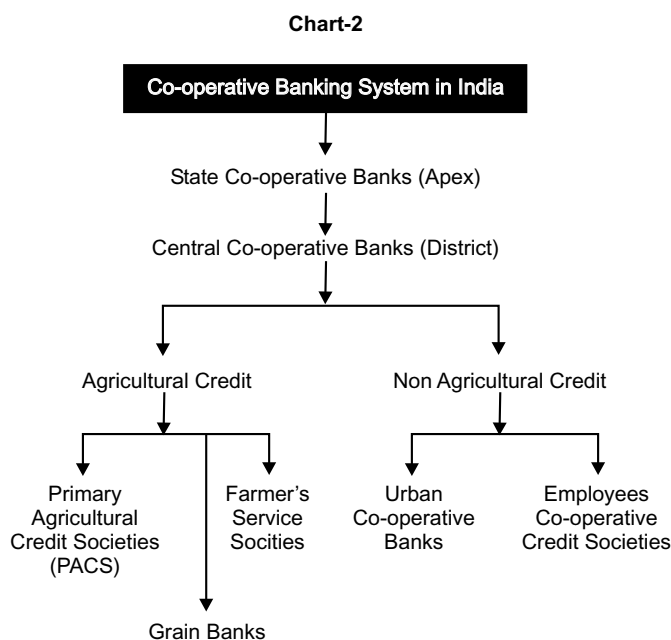 Chart-2
Co-operative Banking System in India
State Co-operative Banks (Apex)
Central Co-operative Banks (District)
Agricultural Credit
Non Agricultural Credit
Primary
Agricultural
Credit Societies
(PACS)
Grain Banks
Farmer's
Service
Socities
Urban
Co-operative
Banks
Employees
Co-operative
Credit Societies